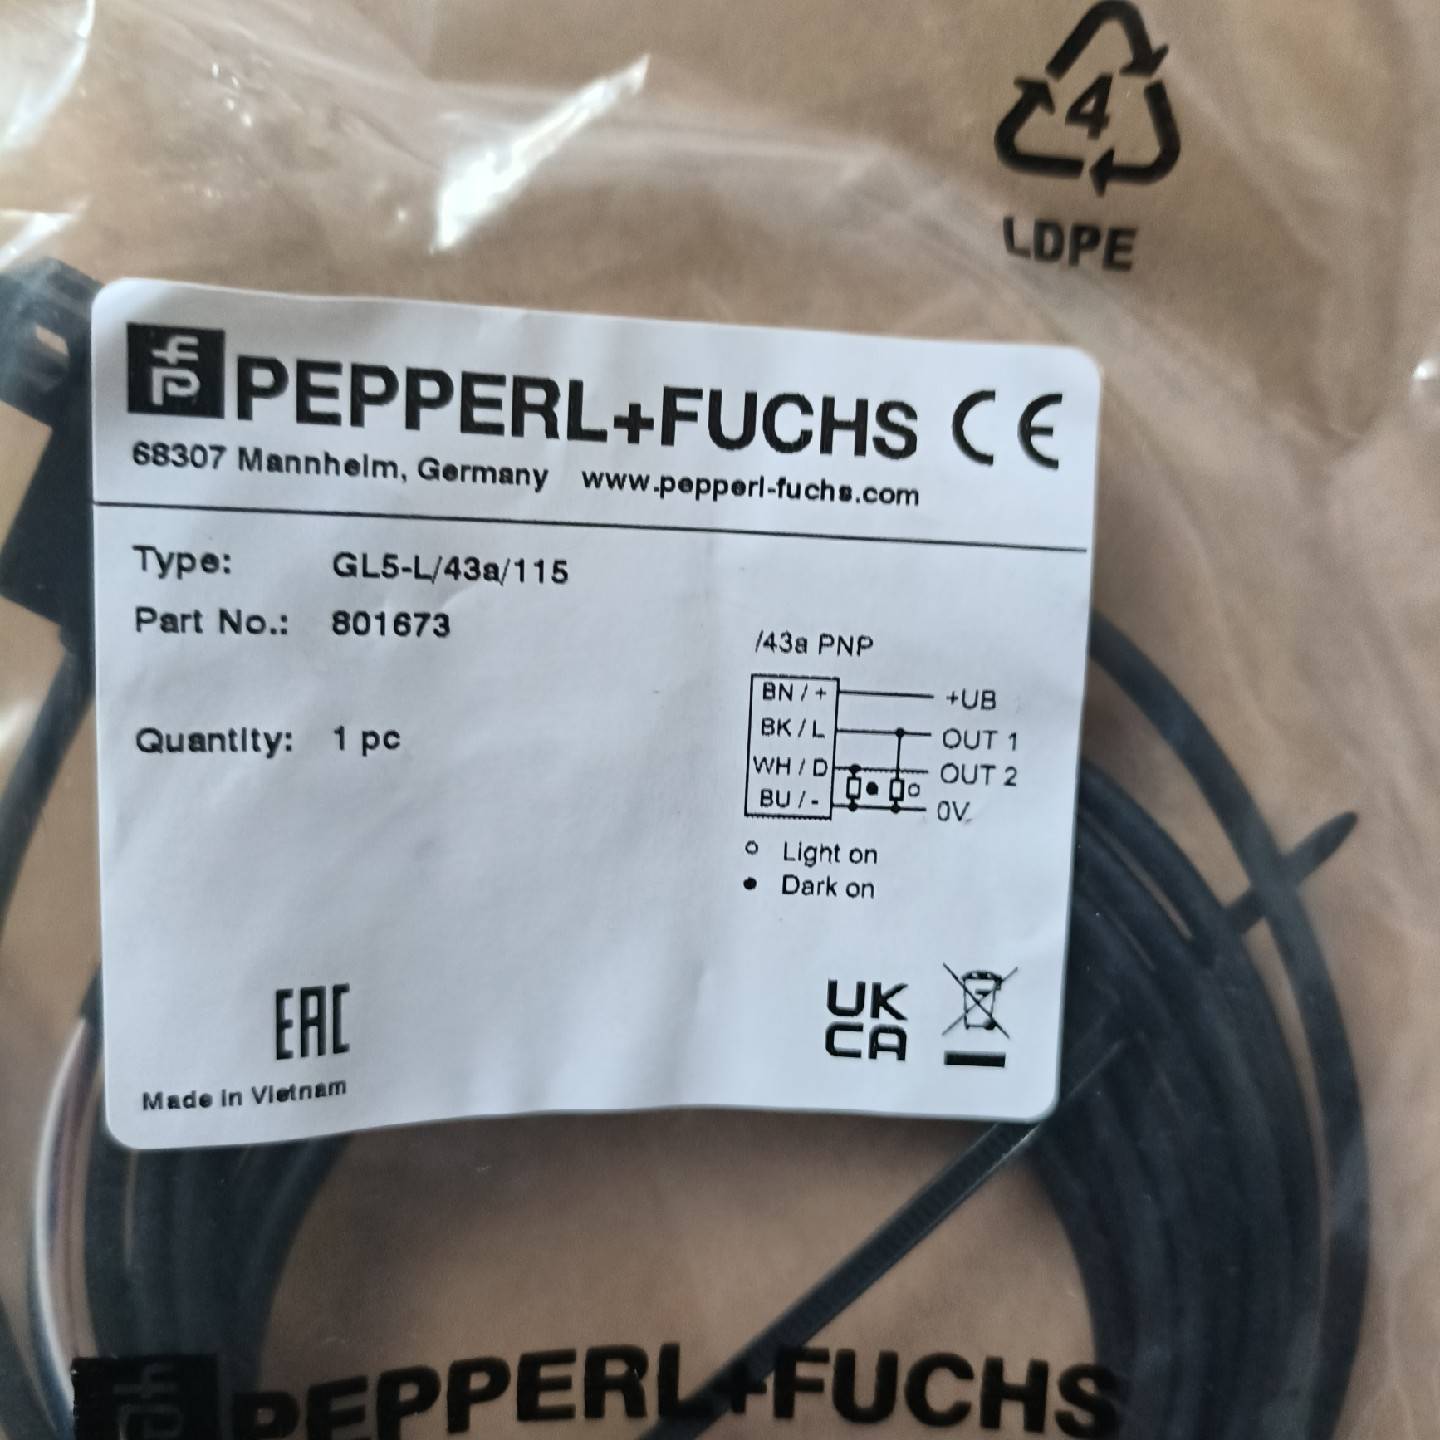 4
LDPE
PEPPERL+FUCHS CE
68307 Mannheim, Germany www.pepperl-fuchs.com
Type: GL5-L/43a/115
Part No.: 801673
Quantity: 1 pc
/43a PNP
BN / + +UB
BK / L OUT 1
WH / D OUT 2
BU / - 0V
Light on
Dark on
EAC
UK
CA
Made in Vietnam
PEPPERL+FUCHS